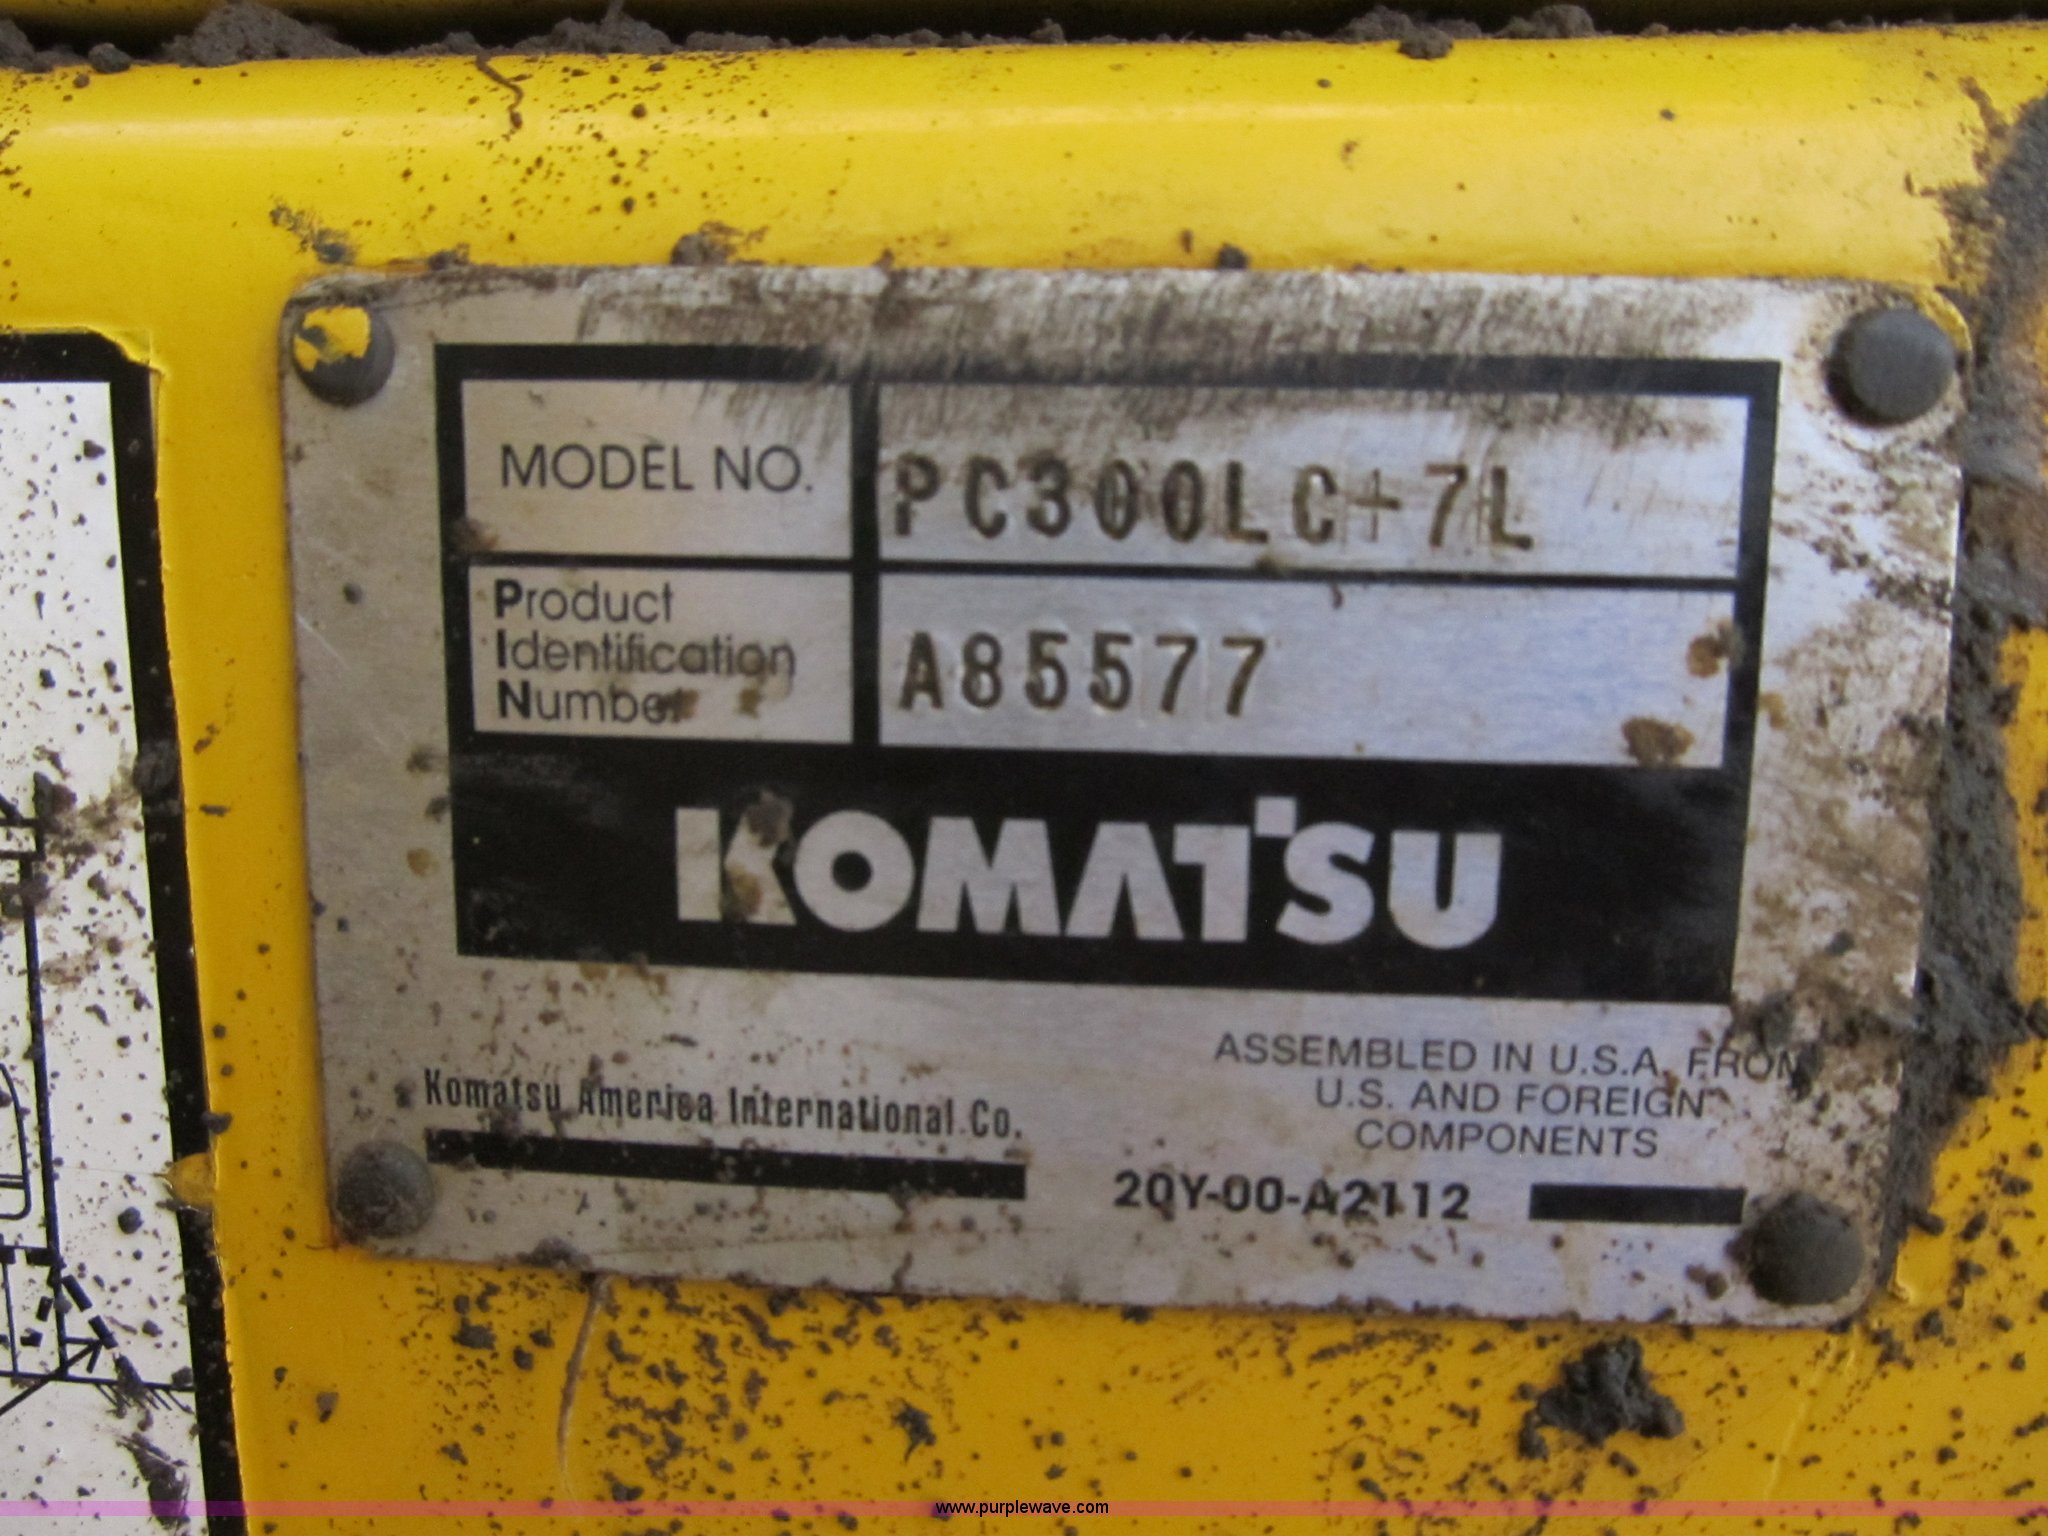 MODEL NO. PC300LC-7L
Product
Identification
Number
A85577
KOMATSU
ASSEMBLED IN U.S.A. FROM
U.S. AND FOREIGN
COMPONENTS
Komatsu America International Co.
20Y-00-A2112
www.purplewave.com